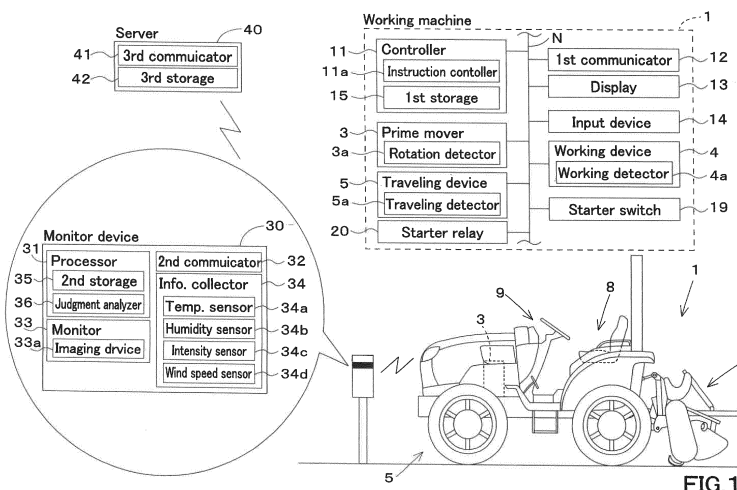 Server
40
41
3rd commuicator
42
3rd storage
Working machine
1
N
11
Controller
11a
Instruction contoller
15
1st storage
3
Prime mover
3a
Rotation detector
5
Traveling device
5a
Traveling detector
20
Starter relay
1st communicator
12
Display
13
Input device
14
Working device
4
Working detector
4a
Starter switch
19
Monitor device
30
31
Processor
35
2nd storage
36
Judgment analyzer
33
Monitor
33a
Imaging drvice
2nd commuicator
32
Info. collector
34
Temp. sensor
34a
Humidity sensor
34b
Intensity sensor
34c
Wind speed sensor
34d
9
8
1
3
5
FIG 1